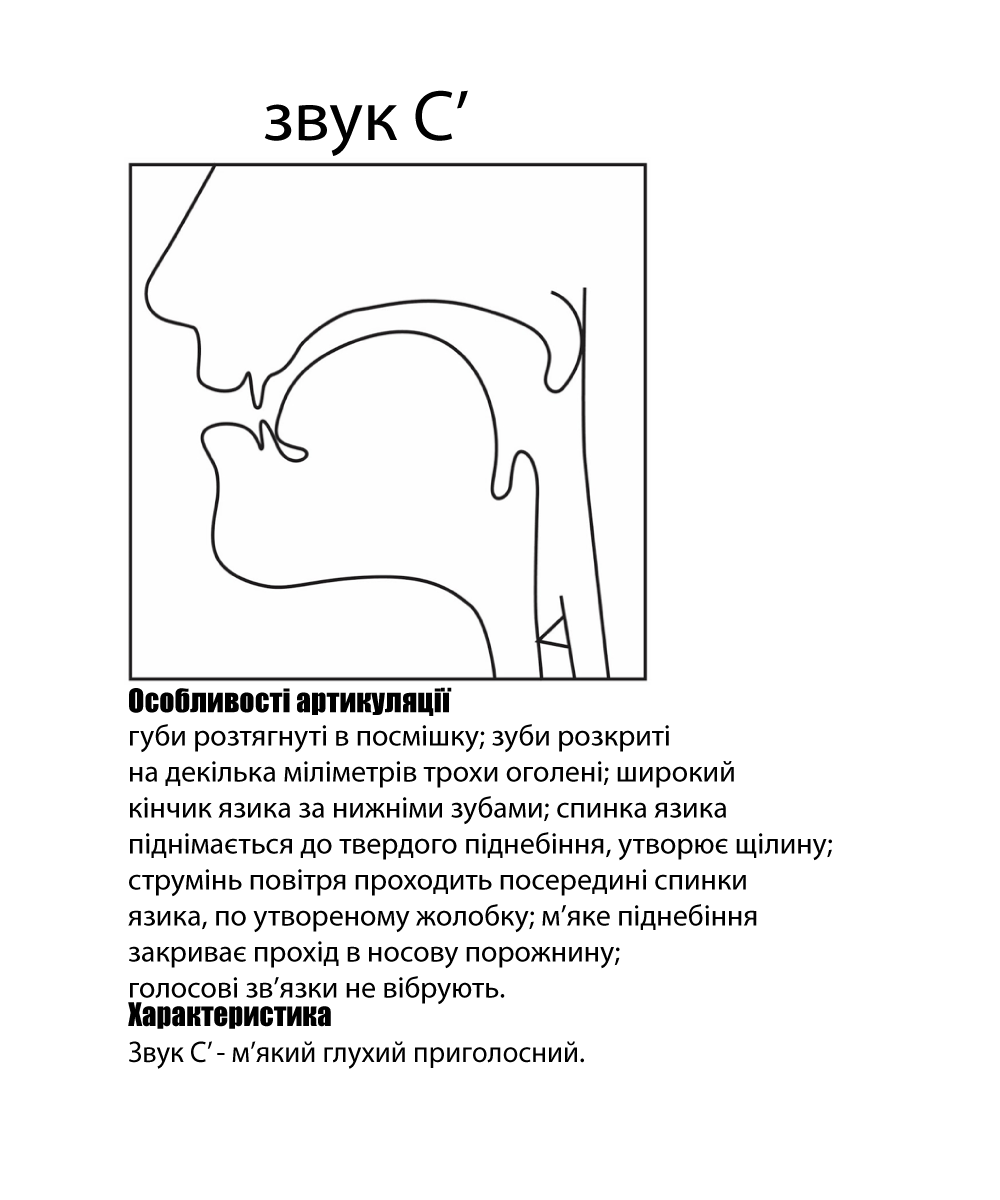 звук С’
Особливості артикуляції
губи розтягнуті в посмішку; зуби розкриті
на декілька міліметрів трохи оголені; широкий
кінчик язика за нижніми зубами; спинка язика
піднімається до твердого піднебіння, утворює щілину;
струмінь повітря проходить посередині спинки
язика, по утвореному жолобку; м’яке піднебіння
закриває прохід в носову порожнину;
голосові зв’язки не вібрують.
Характеристика
Звук С’ - м’який глухий приголосний.